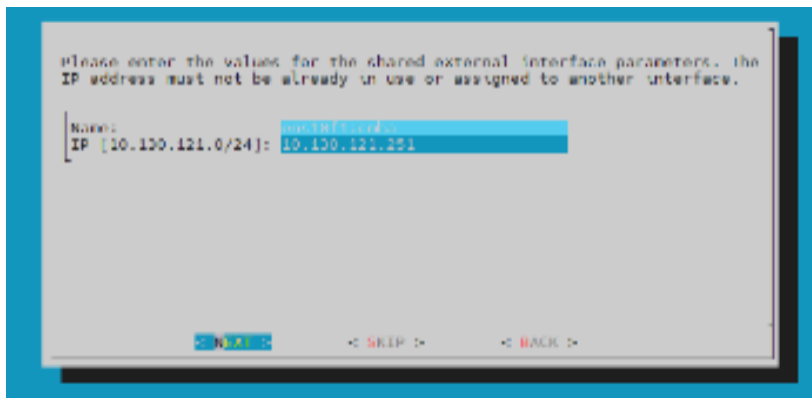 Please enter the values for the shared external interface parameters. The
IP address must not be already in use or assigned to another interface.
Name:
IP [10.130.121.0/24]: 10.130.121.251
< NEXT > < SKIP > < BACK >